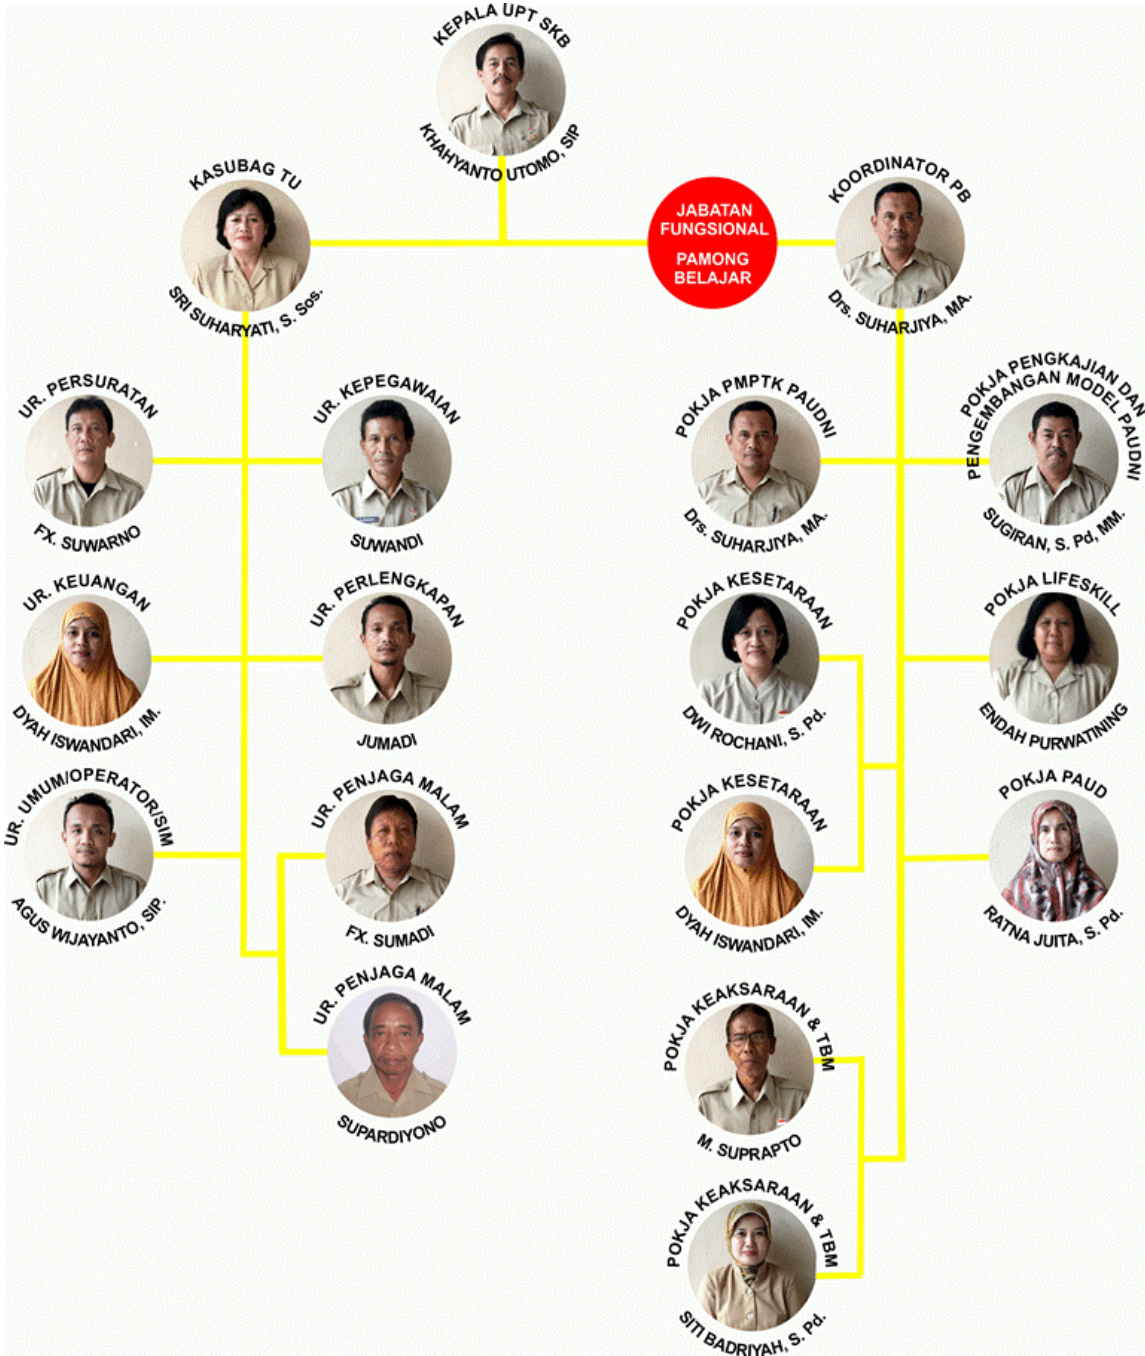 KEPALA UPT SKB
KHAHYANTO UTOMO, SIP
KASUBAG TU
SRI SUHARYATI, S. Sos.
JABATAN
FUNGSIONAL
PAMONG
BELAJAR
KOORDINATOR PB
Drs. SUHARJIYA, MA.
UR. PERSURATAN
FX. SUWARNO
UR. KEPEGAWAIAN
SUWANDI
POKJA PMPTK PAUDNI
Drs. SUHARJIYA, MA.
POKJA PENGKAJIAN DAN
PENGEMBANGAN MODEL PAUDNI
SUGIRAN, S. Pd, MM.
UR. KEUANGAN
DYAH ISWANDARI, IM.
UR. PERLENGKAPAN
JUMADI
POKJA KESETARAAN
DWI ROCHANI, S. Pd.
POKJA LIFESKILL
ENDAH PURWATINING
UR. UMUM/OPERATOR/SIM
AGUS WIJAYANTO, SIP.
UR. PENJAGA MALAM
FX. SUMADI
POKJA KESETARAAN
DYAH ISWANDARI, IM.
POKJA PAUD
RATNA JUITA, S. Pd.
UR. PENJAGA MALAM
SUPARDIYONO
POKJA KEAKSARAAN & TBM
M. SUPRAPTO
POKJA KEAKSARAAN & TBM
SITI BADRIYAH, S. Pd.